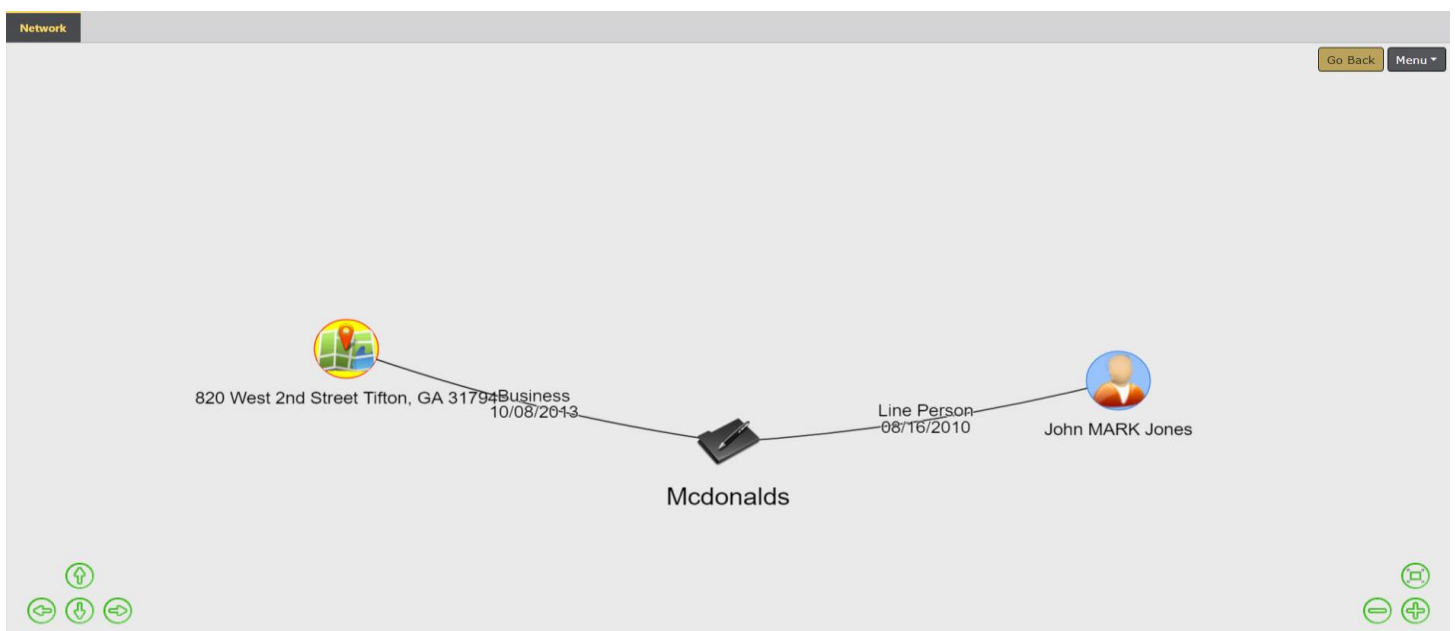 Network
Go Back
Menu
820 West 2nd Street Tifton, GA 31794
Business
10/08/2013
Line Person
08/16/2010
John MARK Jones
Mcdonalds